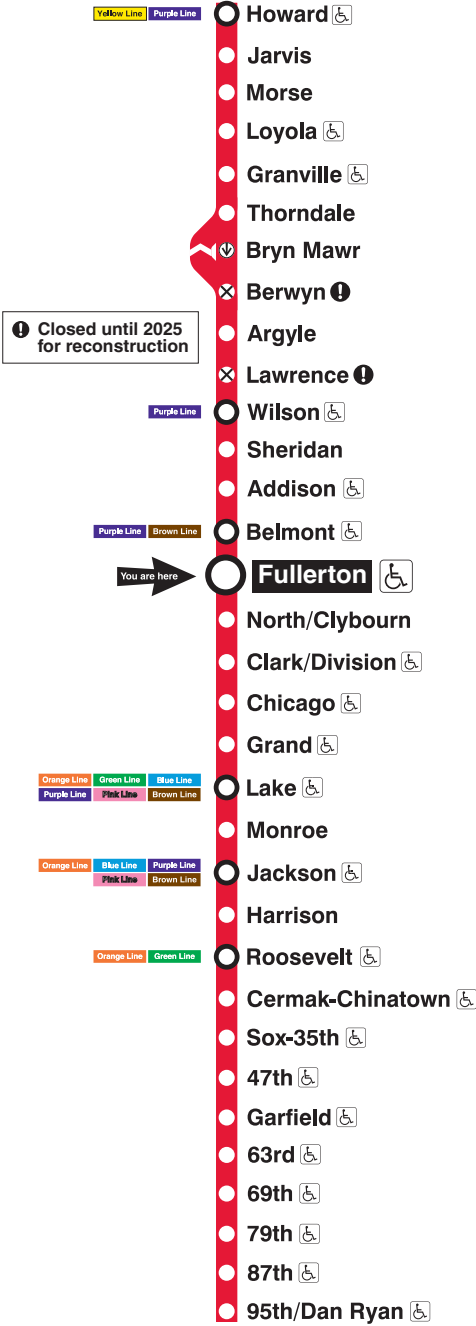 Yellow Line Purple Line Howard
Jarvis
Morse
Loyola
Granville
Thorndale
Bryn Mawr
Berwyn !
! Closed until 2025
for reconstruction
Argyle
Lawrence !
Purple Line Wilson
Sheridan
Addison
Purple Line Brown Line Belmont
You are here Fullerton
North/Clybourn
Clark/Division
Chicago
Grand
Orange Line Green Line Blue Line
Purple Line Pink Line Brown Line
Lake
Monroe
Orange Line Blue Line Purple Line
Pink Line Brown Line
Jackson
Harrison
Orange Line Green Line Roosevelt
Cermak-Chinatown
Sox-35th
47th
Garfield
63rd
69th
79th
87th
95th/Dan Ryan